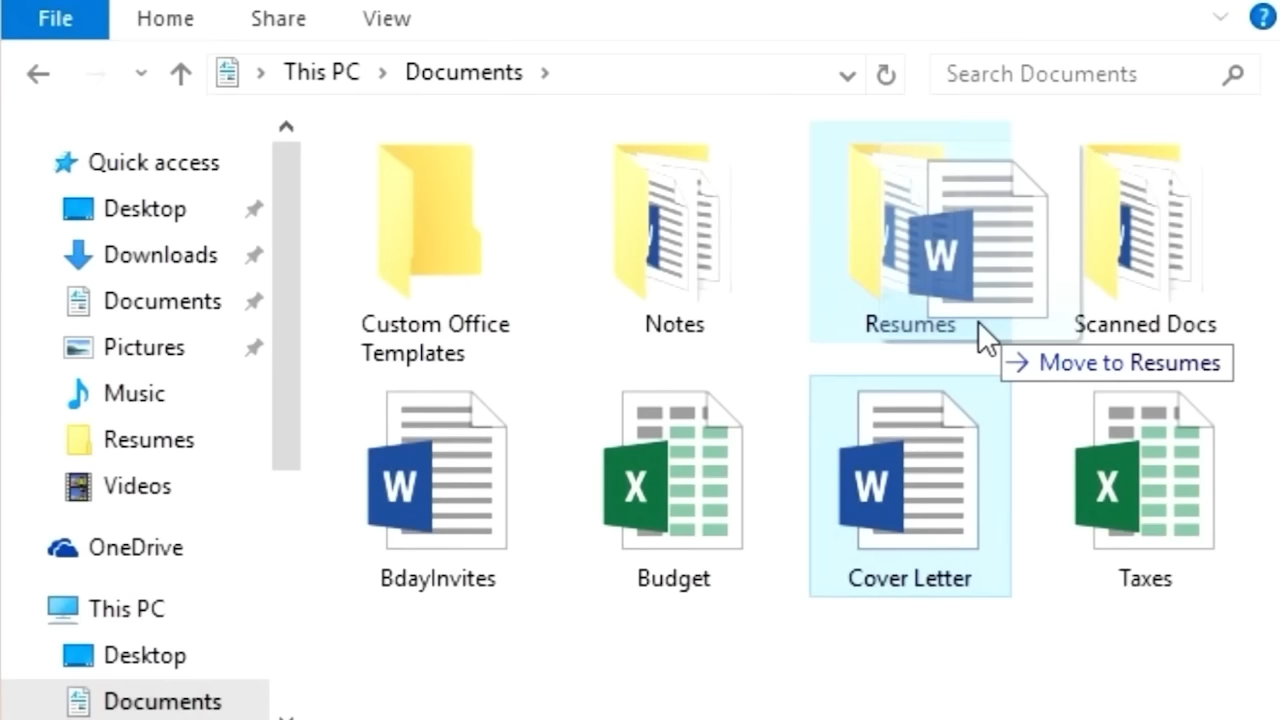 File Home Share View
This PC Documents
Search Documents
Quick access
Desktop
Downloads
Documents
Pictures
Music
Resumes
Videos
OneDrive
This PC
Desktop
Documents
Custom Office
Templates
Notes
Resumes
Scanned Docs
Move to Resumes
W
W
X
W
X
BdayInvites
Budget
Cover Letter
Taxes